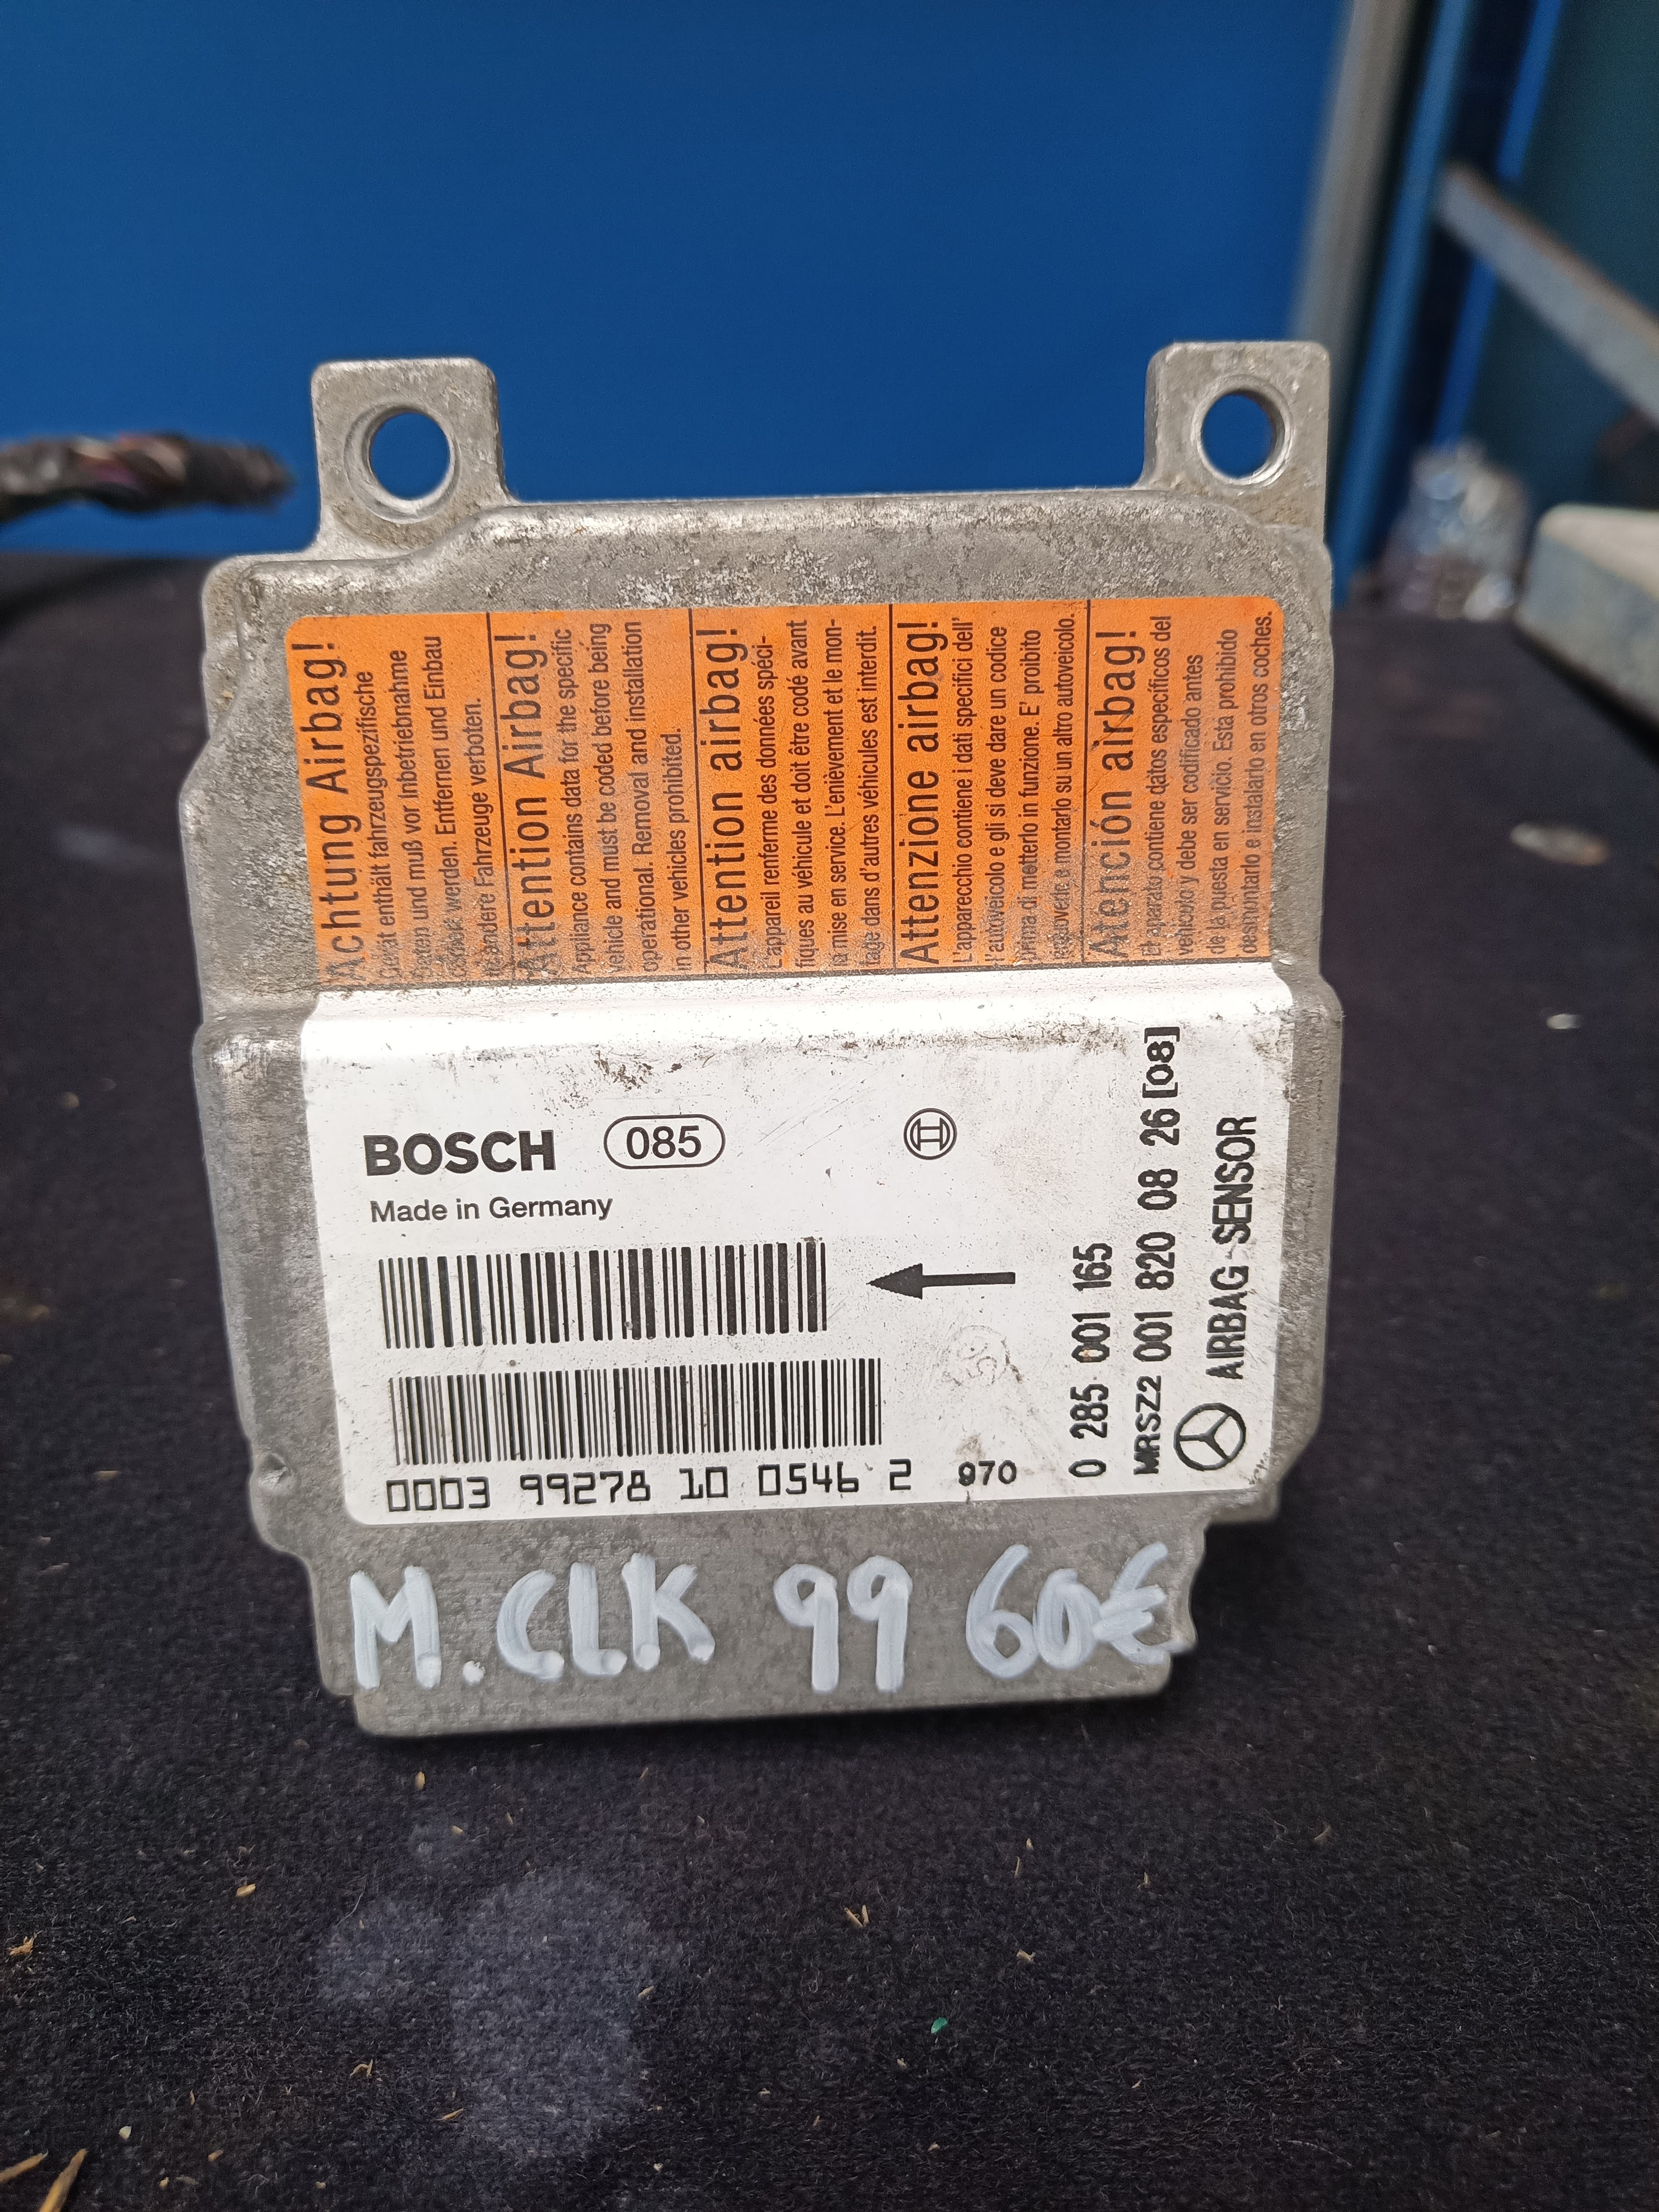 Achtung Airbag!
Gerät enthält fahrzeugspezifische
Daten und muß vor Inbetriebnahme
codiert werden. Entfernen und Einbau
in andere Fahrzeuge verboten.
Attention Airbag!
Appliance contains data for the specific
vehicle and must be coded before being
operational. Removal and installation
in other vehicles prohibited.
Attention airbag!
L'appareil renferme des données spéci-
fiques au véhicule et doit être codé avant
la mise en service. L'enièvement et le mon-
tage dans d'autres véhicules est interdit.
Attenzione airbag!
L'apparecchio contiene i dati specifici dell'
l'autoveicolo e gli si deve dare un codice
prima di metterlo in funzione. E' proibito
rimuoverle e montarlo su un altro autoveicolo.
Atención airbag!
El aparato contiene datos específicos del
vehículo y debe ser codificado antes
de la puesta en servicio. Esta prohibido
desmontarlo e instalarlo en otros coches.
BOSCH 085
Made in Germany
0003 99278 10 0546 2 070
0 285 001 165
MRSZ2 001 820 08 26 [08]
AIRBAG-SENSOR
M.CLK 99 60€